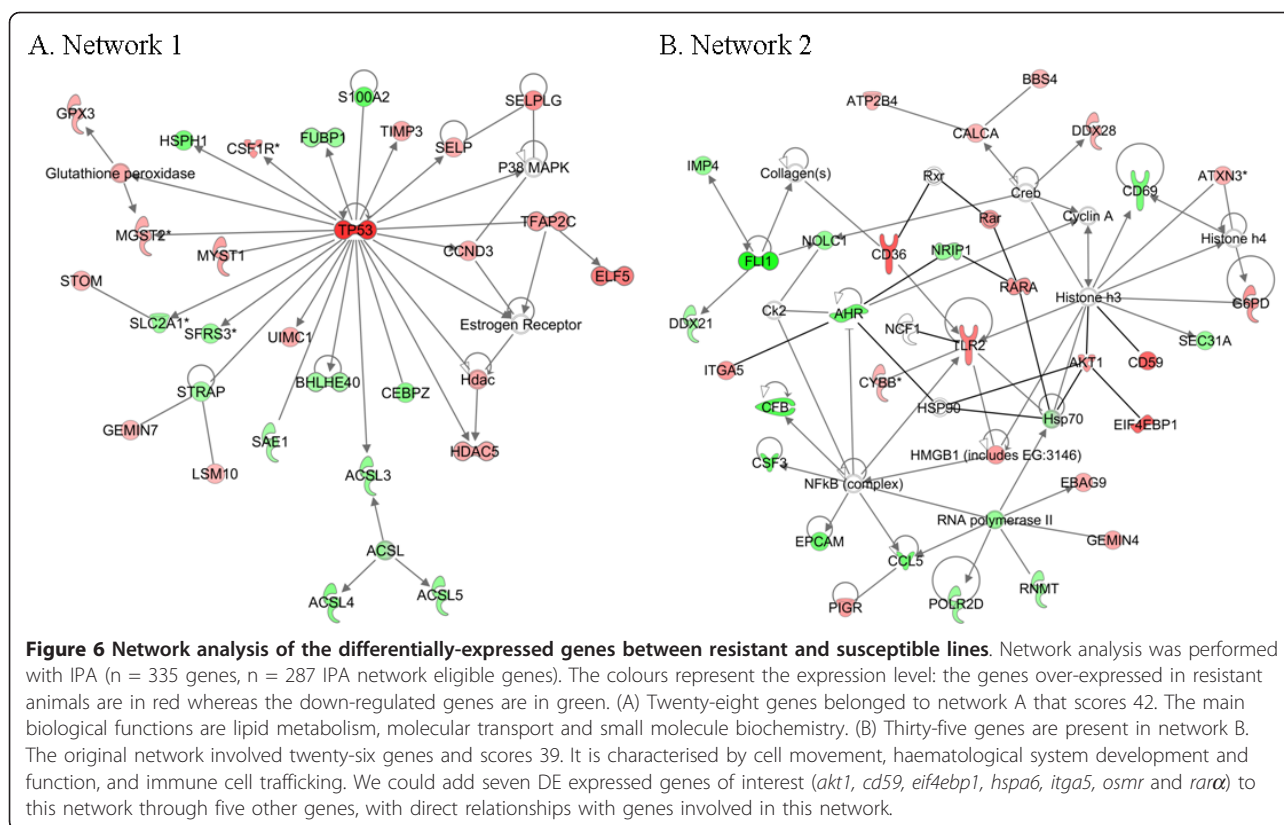 A. Network 1
B. Network 2
S100A2
SELPLG
GPX3
HSPH1
CSF1R*
FUBP1
TIMP3
SELP
P38 MAPK
Glutathione peroxidase
TP53
TFAP2C
MGST2*
MYST1
CCND3
ELF5
STOM
SLC2A1*
SFRS3*
UIMC1
Estrogen Receptor
STRAP
BHLHE40
CEBPZ
Hdac
GEMIN7
SAE1
HDAC5
LSM10
ACSL3
ACSL
ACSL4
ACSL5
BBS4
ATP2B4
CALCA
DDX28
IMP4
Collagen(s)
Rxr
Creb
CD69
ATXN3*
Rar
Cyclin A
NOLC1
CD36
NRIP1
Histone h4
FLI1
RARA
Histone h3
G6PD
DDX21
Ck2
AHR
NCF1
TLR2
SEC31A
ITGA5
CYBB*
AKT1
CD59
CFB
HSP90
Hsp70
EIF4EBP1
CSF3
HMGB1 (includes EG:3146)
NFkB (complex)
EBAG9
RNA polymerase II
EPCAM
GEMIN4
CCL5
PIGR
POLR2D
RNMT
Figure 6 Network analysis of the differentially-expressed genes between resistant and susceptible lines. Network analysis was performed
with IPA (n = 335 genes, n = 287 IPA network eligible genes). The colours represent the expression level: the genes over-expressed in resistant
animals are in red whereas the down-regulated genes are in green. (A) Twenty-eight genes belonged to network A that scores 42. The main
biological functions are lipid metabolism, molecular transport and small molecule biochemistry. (B) Thirty-five genes are present in network B.
The original network involved twenty-six genes and scores 39. It is characterised by cell movement, haematological system development and
function, and immune cell trafficking. We could add seven DE expressed genes of interest (akt1, cd59, eif4ebp1, hspa6, itga5, osmr and rarα) to
this network through five other genes, with direct relationships with genes involved in this network.